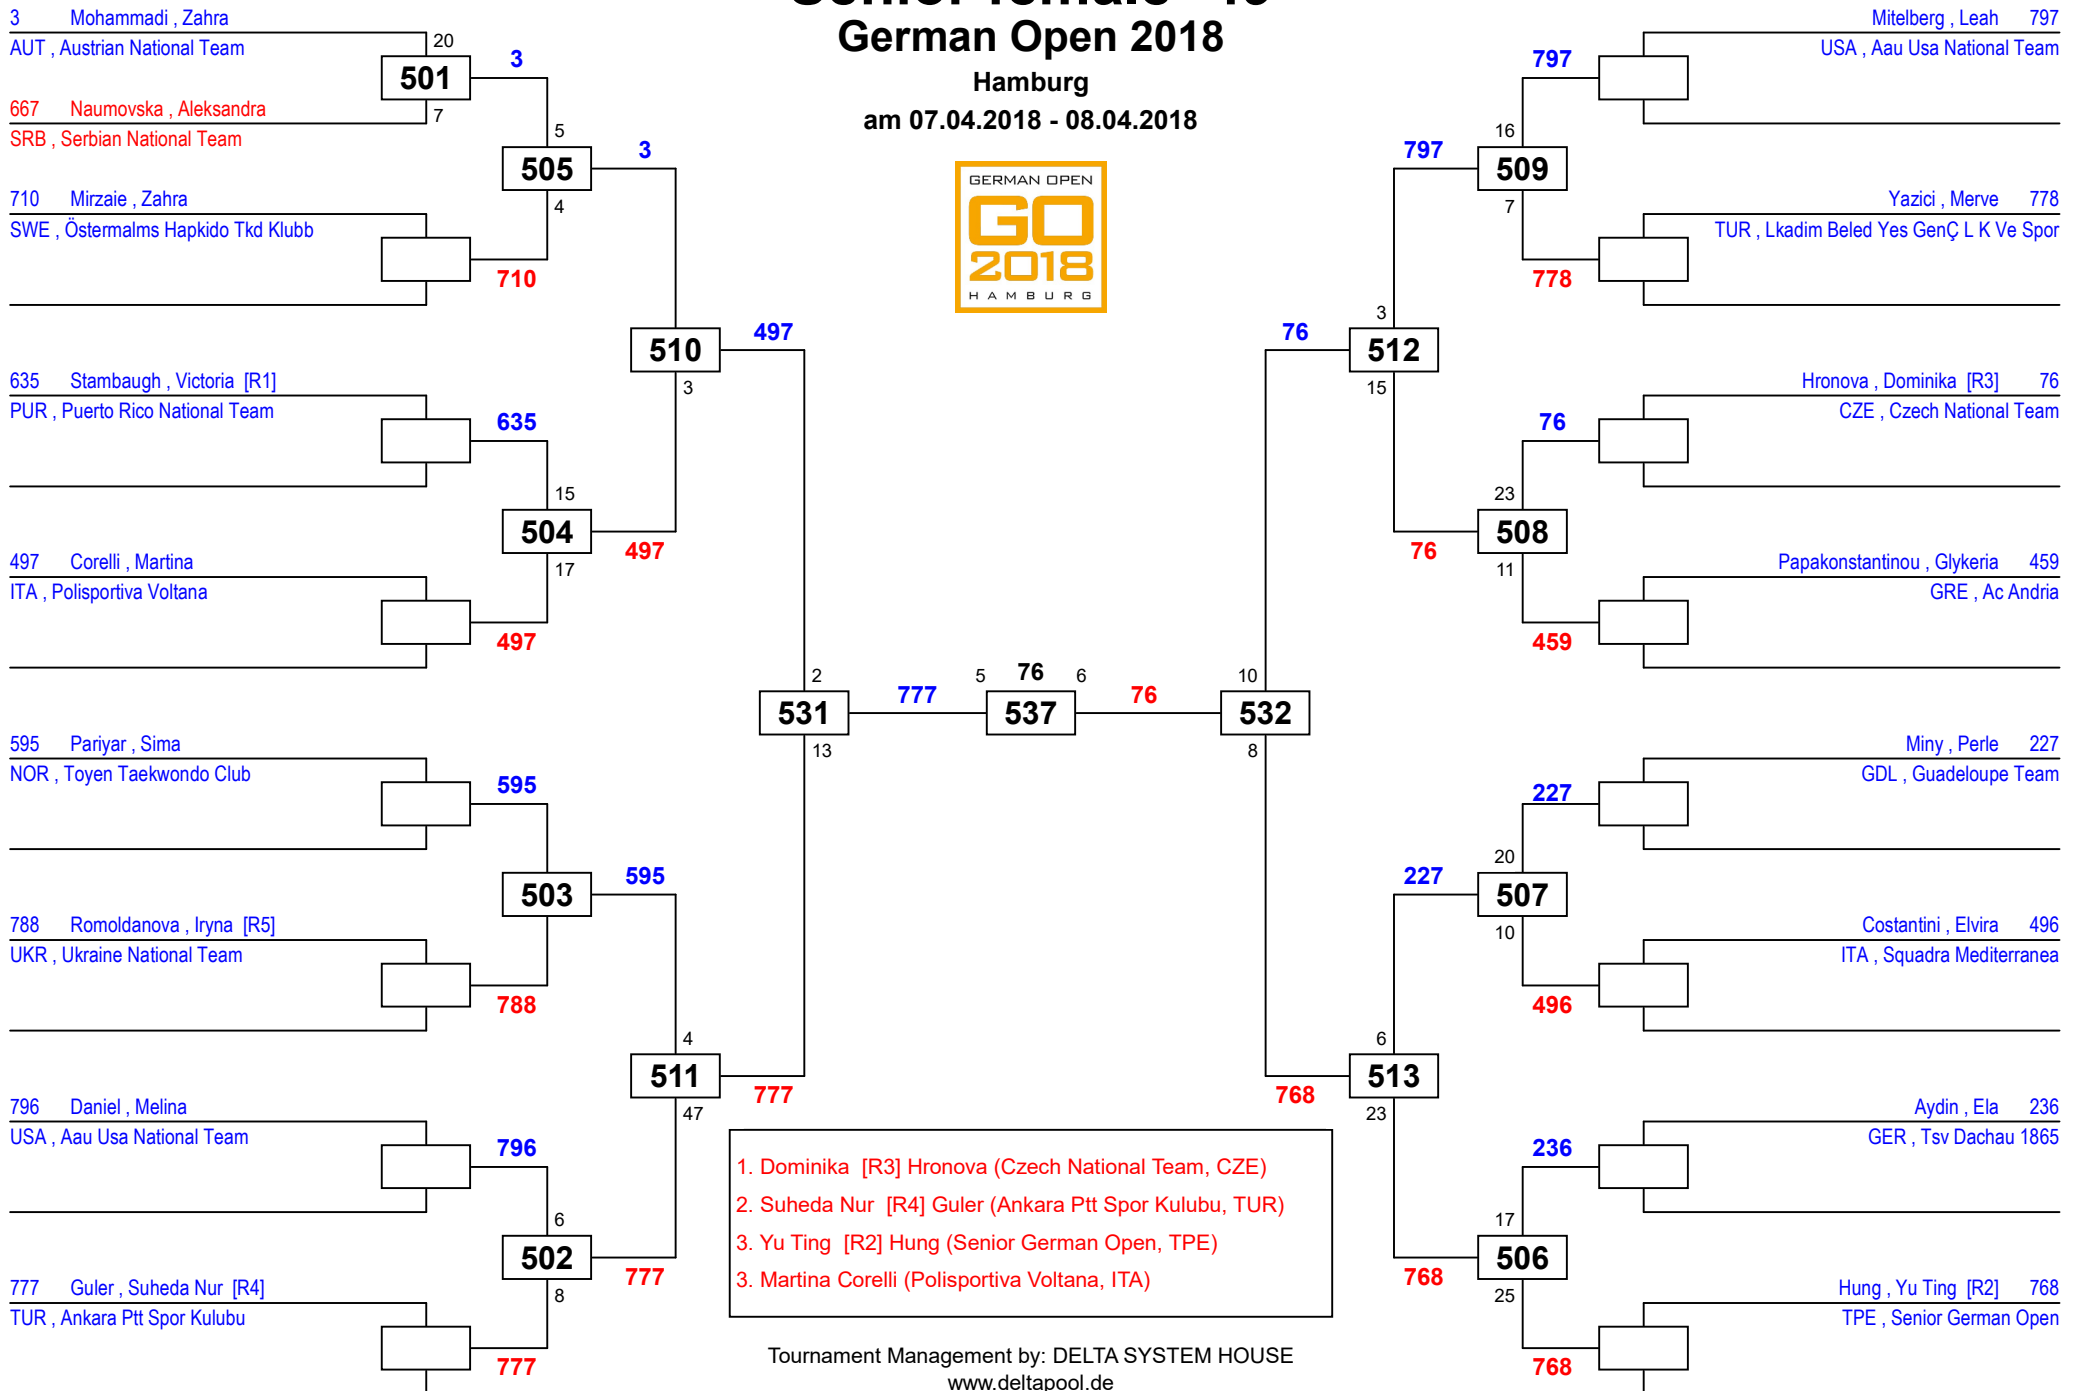 Senior female -49
German Open 2018
Hamburg
am 07.04.2018 - 08.04.2018
GERMAN OPEN
GO
2018
HAMBURG
3 Mohammadi , Zahra
AUT , Austrian National Team
20
501
3
7
667 Naumovska , Aleksandra
SRB , Serbian National Team
5
505
3
4
710 Mirzaie , Zahra
SWE , Östermalms Hapkido Tkd Klubb
710
510
497
3
635 Stambaugh , Victoria [R1]
PUR , Puerto Rico National Team
635
15
504
497
17
497 Corelli , Martina
ITA , Polisportiva Voltana
497
2
531
777
13
595 Pariyar , Sima
NOR , Toyen Taekwondo Club
595
503
595
788 Romoldanova , Iryna [R5]
UKR , Ukraine National Team
788
4
511
777
47
796 Daniel , Melina
USA , Aau Usa National Team
796
6
502
777
8
777 Guler , Suheda Nur [R4]
TUR , Ankara Ptt Spor Kulubu
777
5 76 6
537
76
Mitelberg , Leah 797
USA , Aau Usa National Team
797
16
797
509
7
Yazici , Merve 778
TUR , Lkadim Beled Yes GenÇ L K Ve Spor
778
3
76
512
15
Hronova , Dominika [R3] 76
CZE , Czech National Team
76
23
508
76
11
Papakonstantinou , Glykeria 459
GRE , Ac Andria
459
10
532
8
Miny , Perle 227
GDL , Guadeloupe Team
227
20
227
507
10
Costantini , Elvira 496
ITA , Squadra Mediterranea
496
6
513
768
23
Aydin , Ela 236
GER , Tsv Dachau 1865
236
17
506
768
25
Hung , Yu Ting [R2] 768
TPE , Senior German Open
768
1. Dominika [R3] Hronova (Czech National Team, CZE)
2. Suheda Nur [R4] Guler (Ankara Ptt Spor Kulubu, TUR)
3. Yu Ting [R2] Hung (Senior German Open, TPE)
3. Martina Corelli (Polisportiva Voltana, ITA)
Tournament Management by: DELTA SYSTEM HOUSE
www.deltapool.de